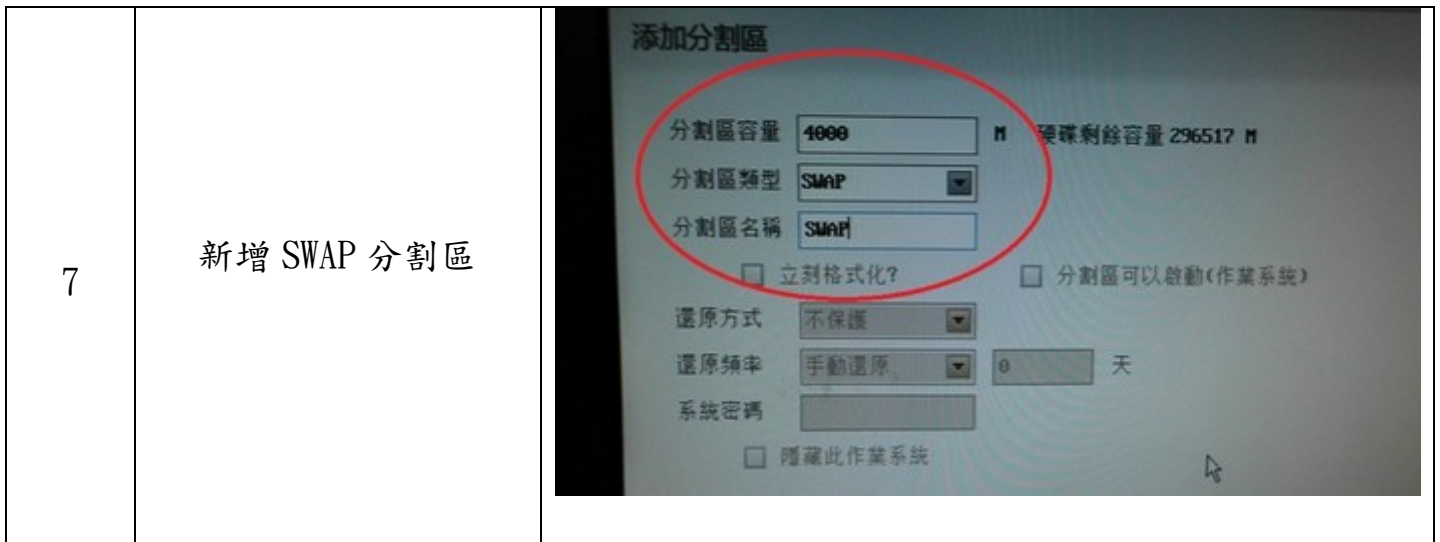 7
新增 SWAP 分割區
添加分割區
分割區容量 4000 M 硬碟剩餘容量 296517 M
分割區類型 SWAP
分割區名稱 SWAP
立刻格式化? 分割區可以啟動(作業系統)
還原方式 不保護
還原頻率 手動還原 0 天
系統密碼
隱藏此作業系統